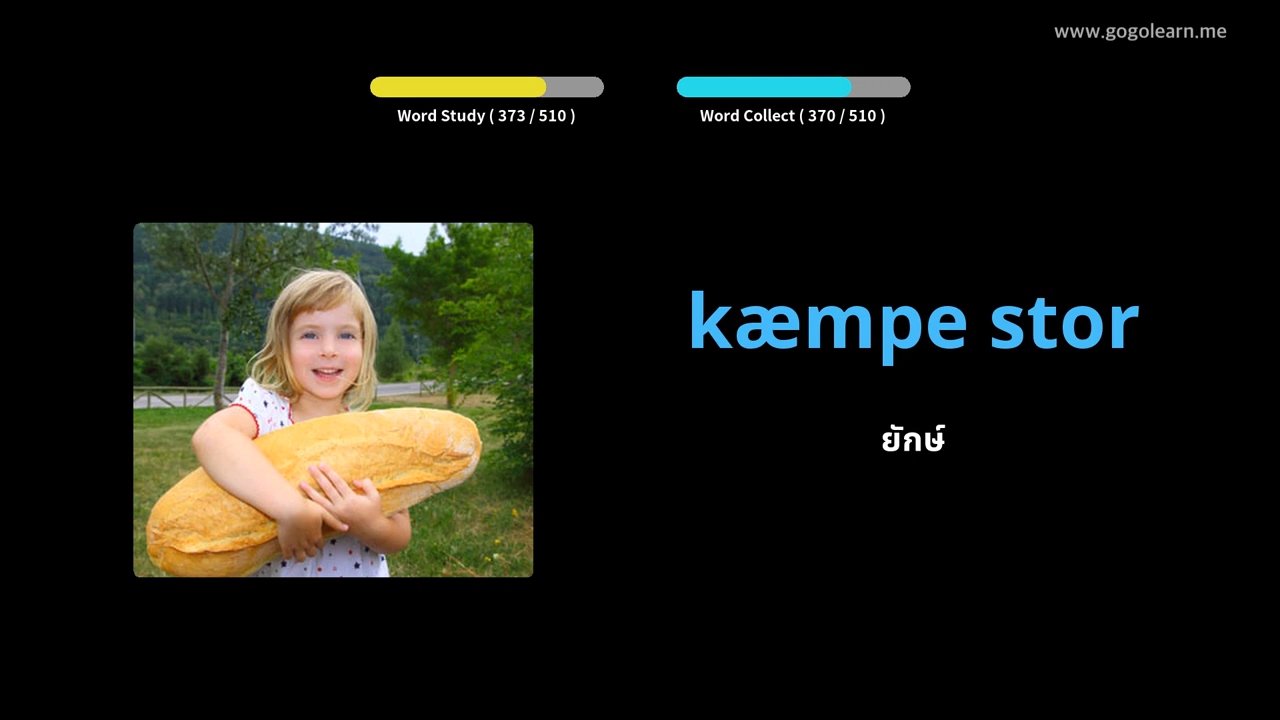 www.gogolearn.me
Word Study ( 373 / 510 )
Word Collect ( 370 / 510 )
kæmpe stor
ยักษ์